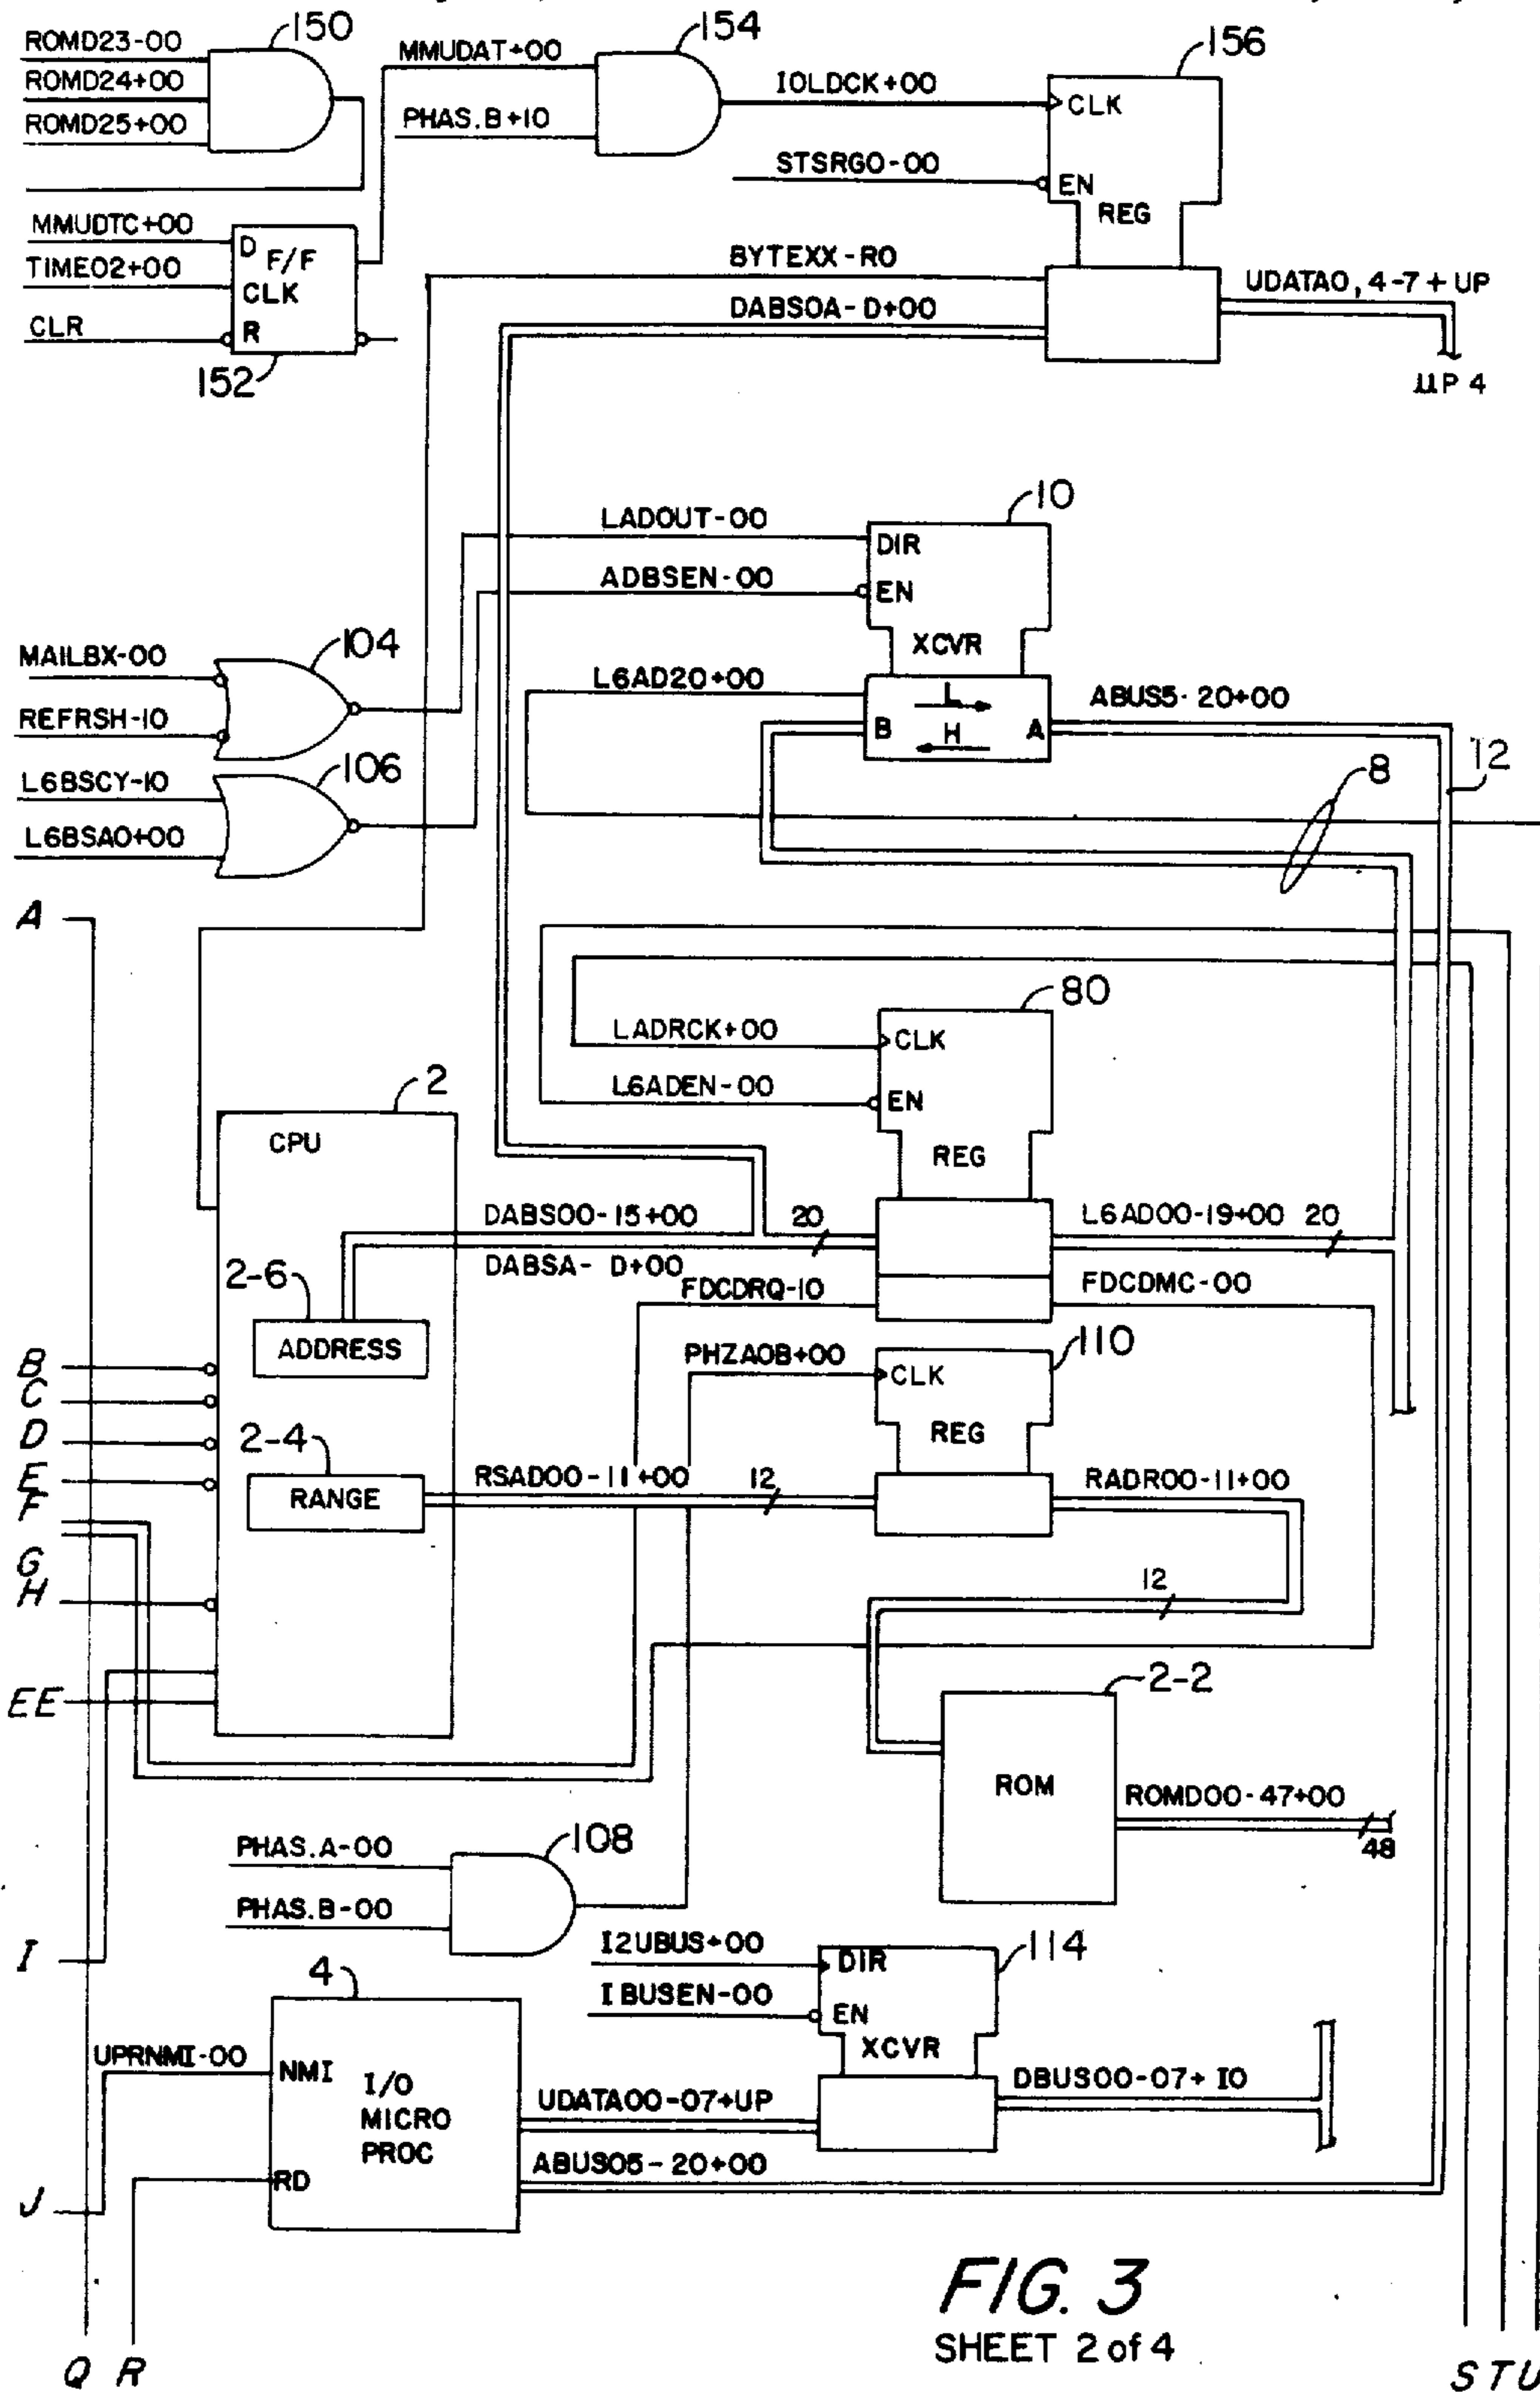 150
154
156
ROMD23-00
ROMD24+00
ROMD25+00
MMUDAT+00
PHAS.B+10
IOLDCK+00
CLK
STSRGO-00
EN
REG
MMUDTC+00
TIME02+00
CLR
D
F/F
CLK
R
152
BYTEXX-RO
DABSOA-D+00
UDATAO, 4-7+UP
µP 4
10
LADOUT-00
DIR
ADBSEN-00
EN
XCVR
MAILBX-00
104
REFRSH-10
L6AD20+00
L
B
H
A
ABUS5-20+00
12
L6BSCY-10
106
L6BSAO+00
8
A
80
LADRCK+00
CLK
L6ADEN-00
EN
REG
2
CPU
DABS00-15+00
20
L6AD00-19+00 20
DABSA- D+00
2-6
ADDRESS
FDCDRQ-10
FDCDMC-00
PHZAOB+00
CLK
110
REG
B
C
D
E
F
2-4
RANGE
RSAD00-11+00
12
RADR00-11+00
G
H
12
EE
2-2
ROM
ROMD00-47+00
48
PHAS.A-00
108
PHAS.B-00
I
I2UBUS+00
DIR
114
IBUSEN-00
EN
XCVR
4
UPRNMI-00
NMI
I/O
MICRO
PROC
UDATA00-07+UP
DBUS00-07+ IO
RD
ABUS05-20+00
J
FIG. 3
SHEET 2 of 4
Q R
S T U